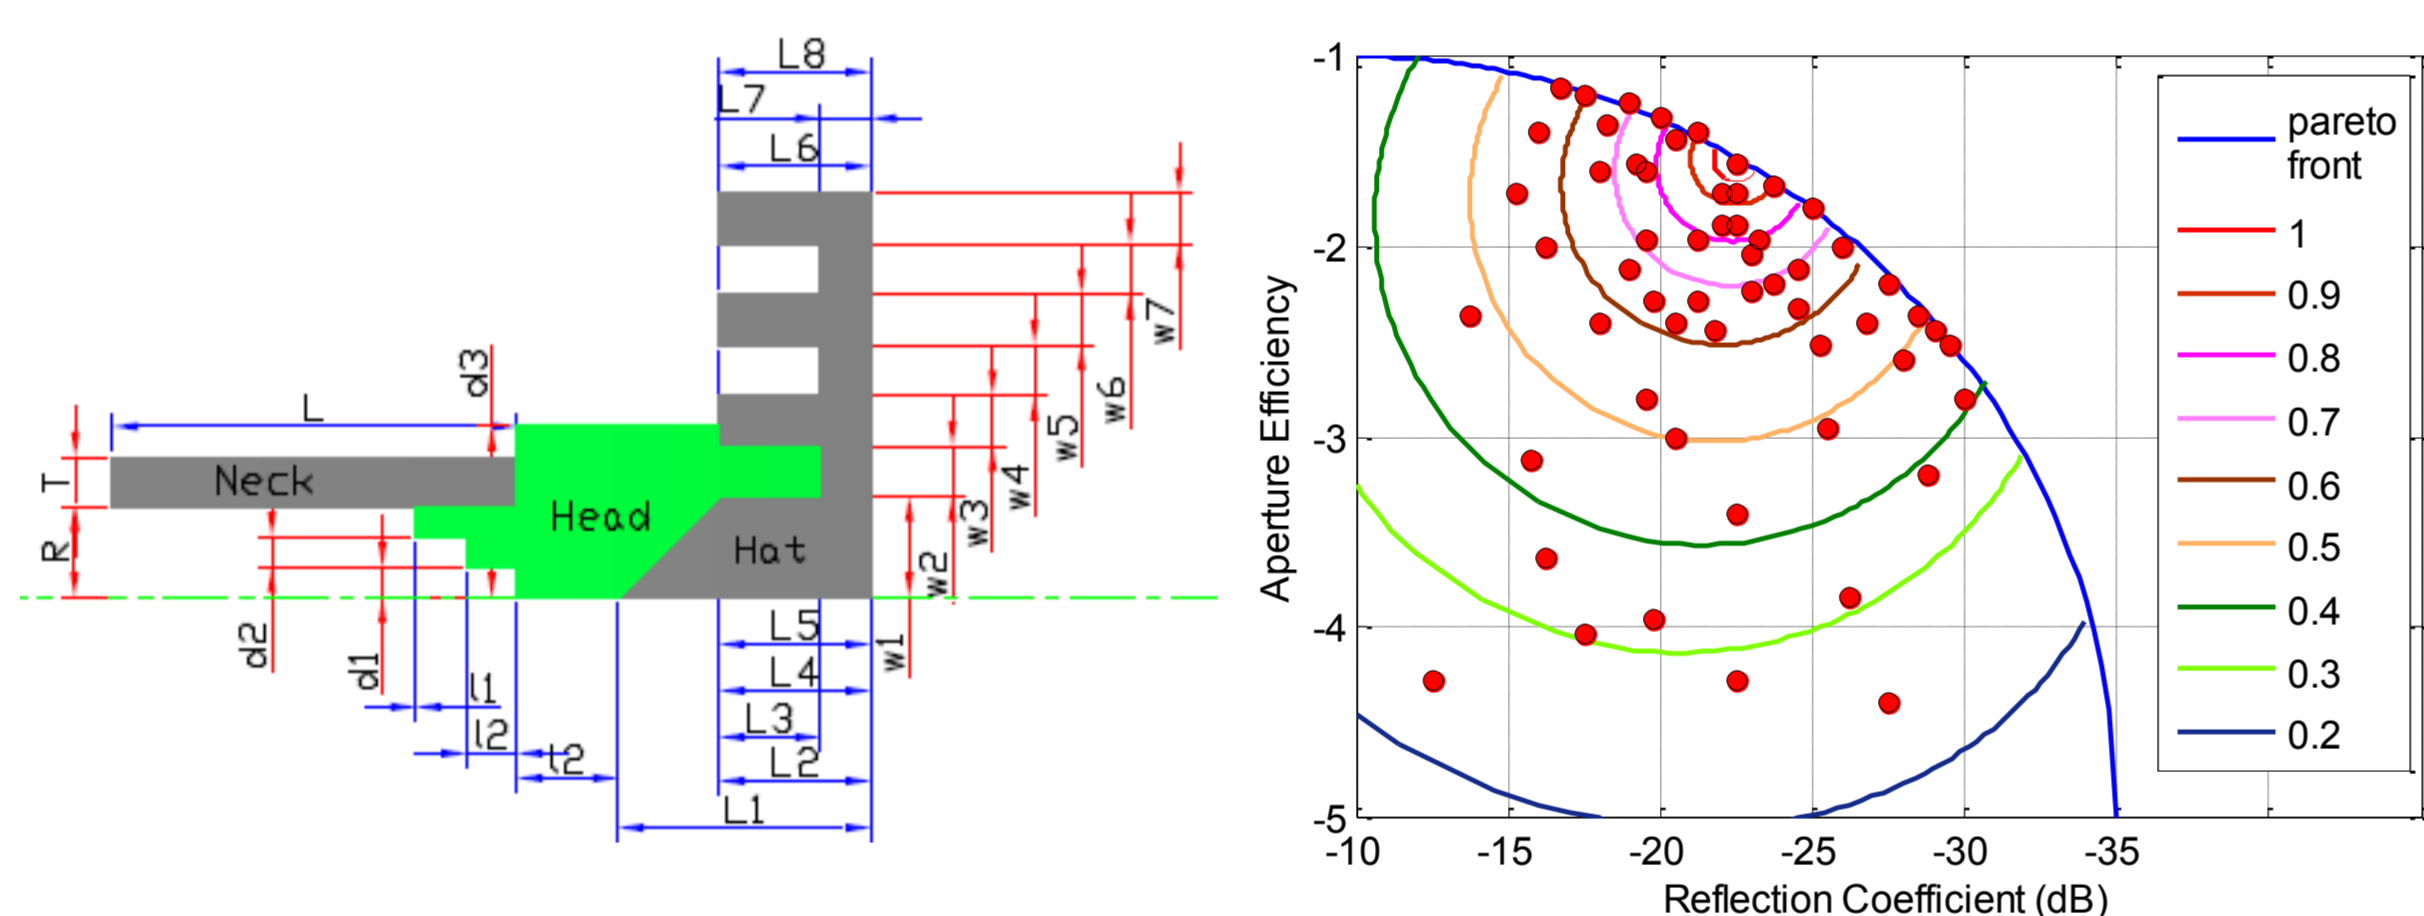 L8
L7
L6
w7
w6
d3
w5
L
w4
T
Neck
w3
Head
R
Hat
w2
L5
w1
d2
d1
L4
l1
L3
l2
t2
L2
L1
-1
-2
-3
-4
-5
Aperture Efficiency
-10 -15 -20 -25 -30 -35
Reflection Coefficient (dB)
pareto
front
1
0.9
0.8
0.7
0.6
0.5
0.4
0.3
0.2